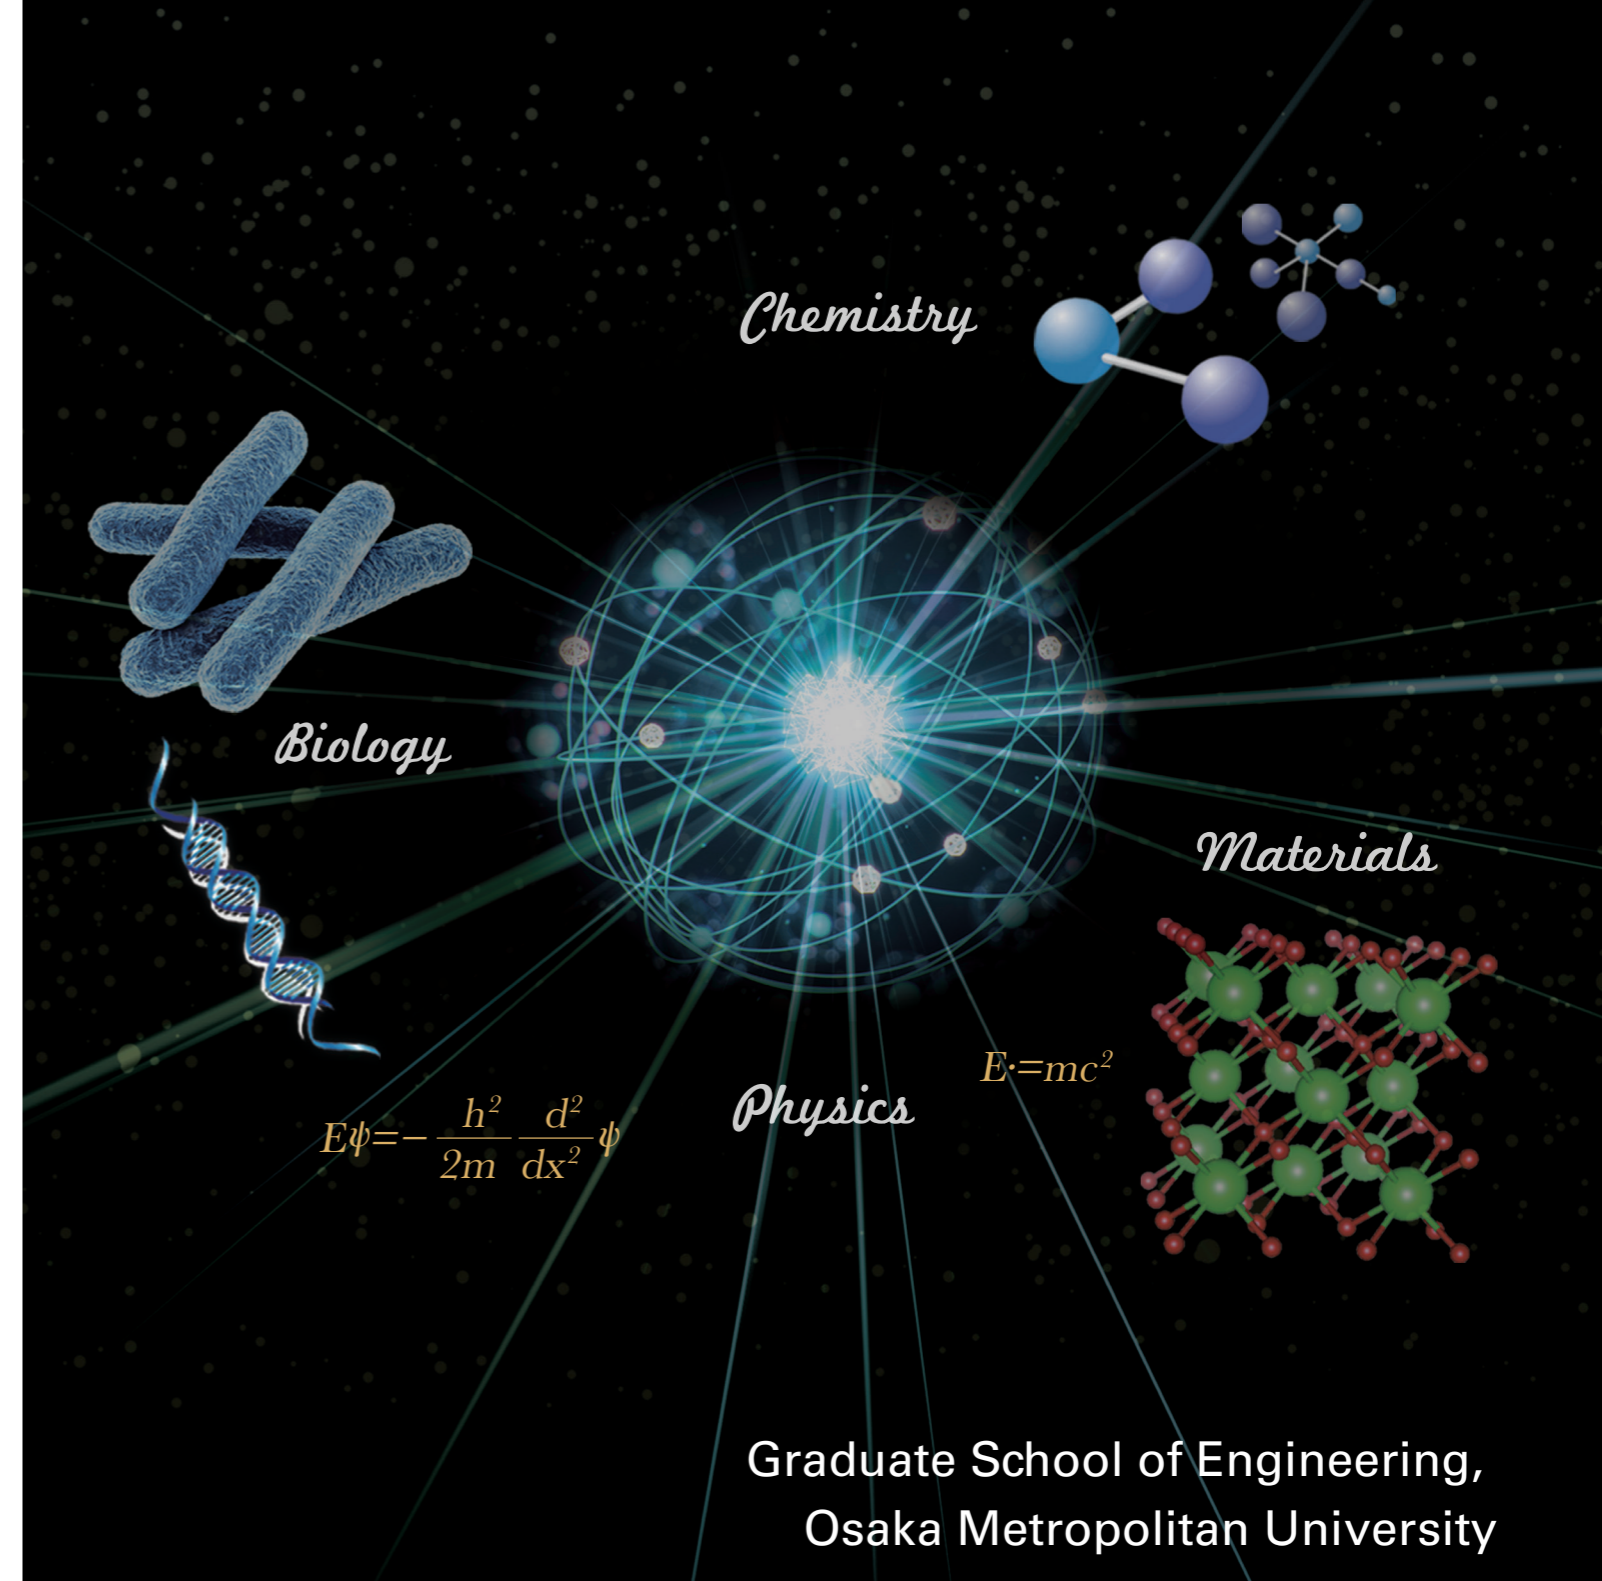 Chemistry
Biology
Materials
E·=mc²
Physics
Eψ=− h²/2m d²/dx² ψ
Graduate School of Engineering,
Osaka Metropolitan University